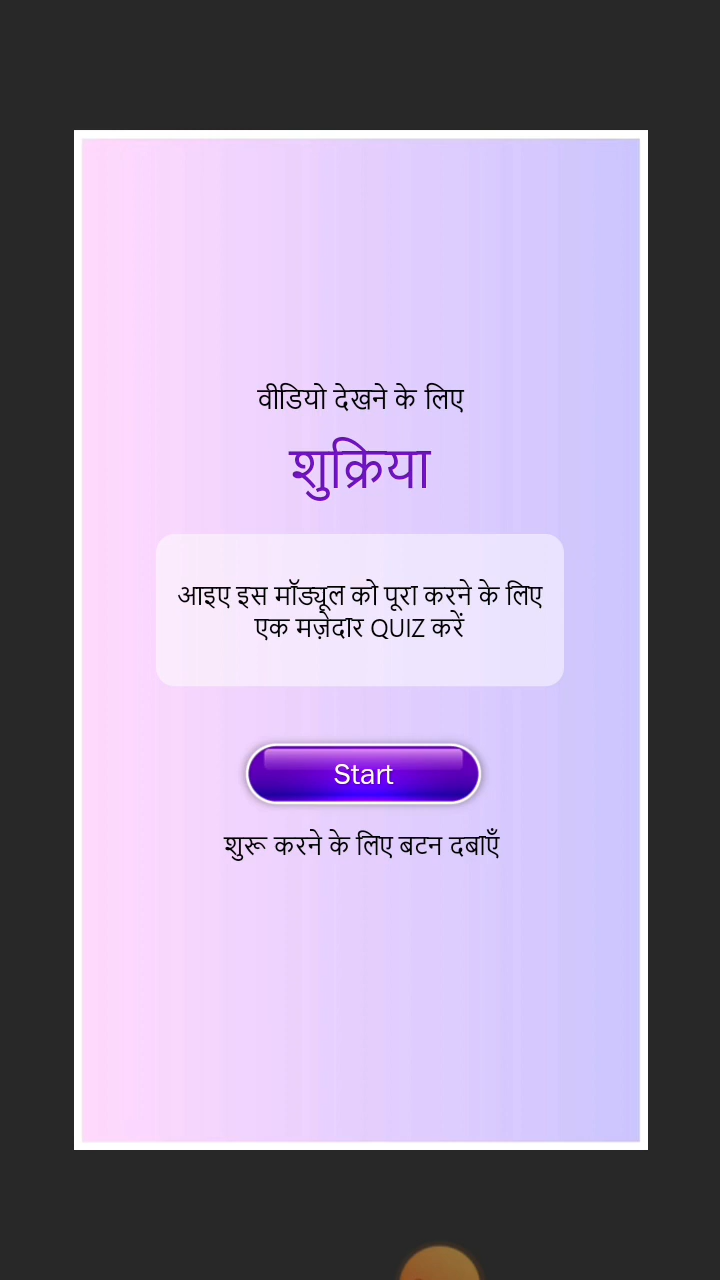 वीडियो देखने के लिए
शुक्रिया
आइए इस मॉड्यूल को पूरा करने के लिए
एक मज़ेदार QUIZ करें
Start
शुरू करने के लिए बटन दबाएँ